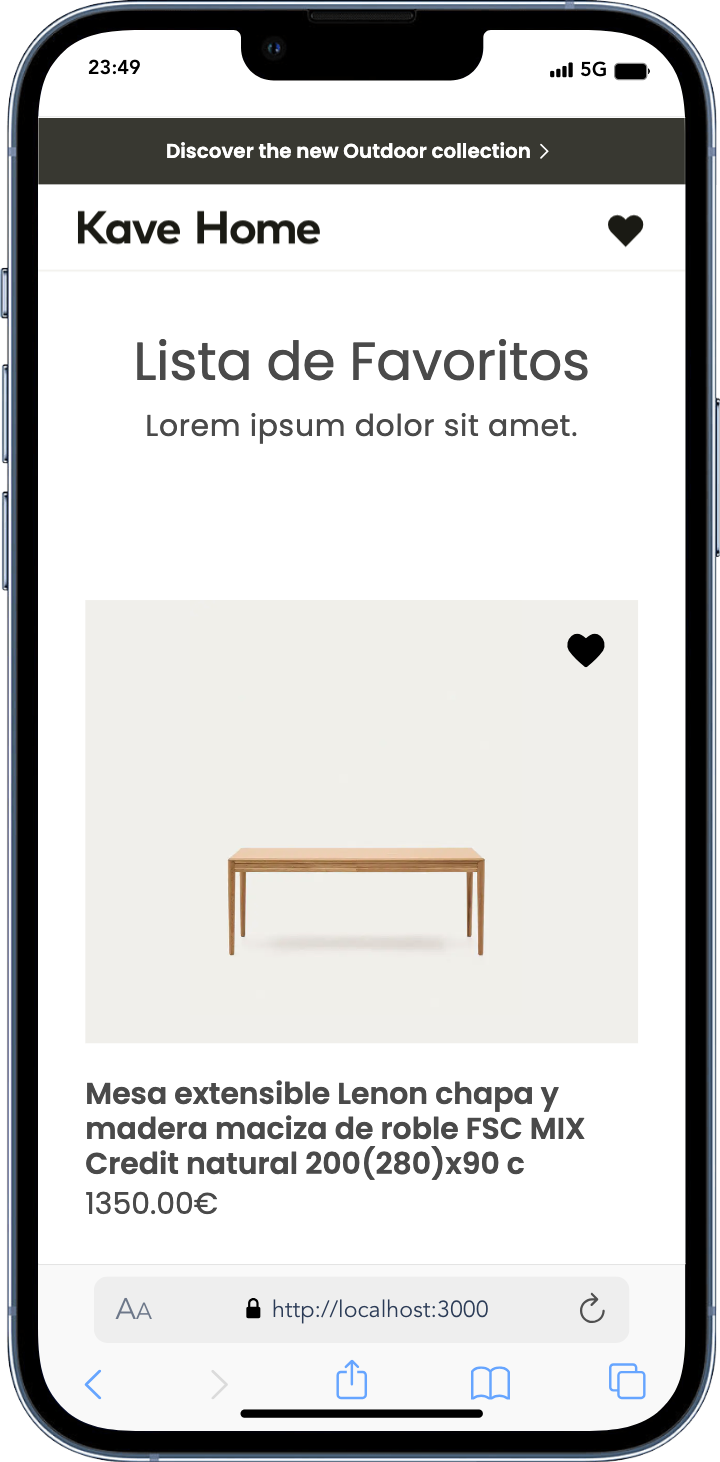 23:49
5G
Discover the new Outdoor collection
Kave Home
Lista de Favoritos
Lorem ipsum dolor sit amet.
Mesa extensible Lenon chapa y
madera maciza de roble FSC MIX
Credit natural 200(280)x90 c
1350.00€
AA
http://localhost:3000